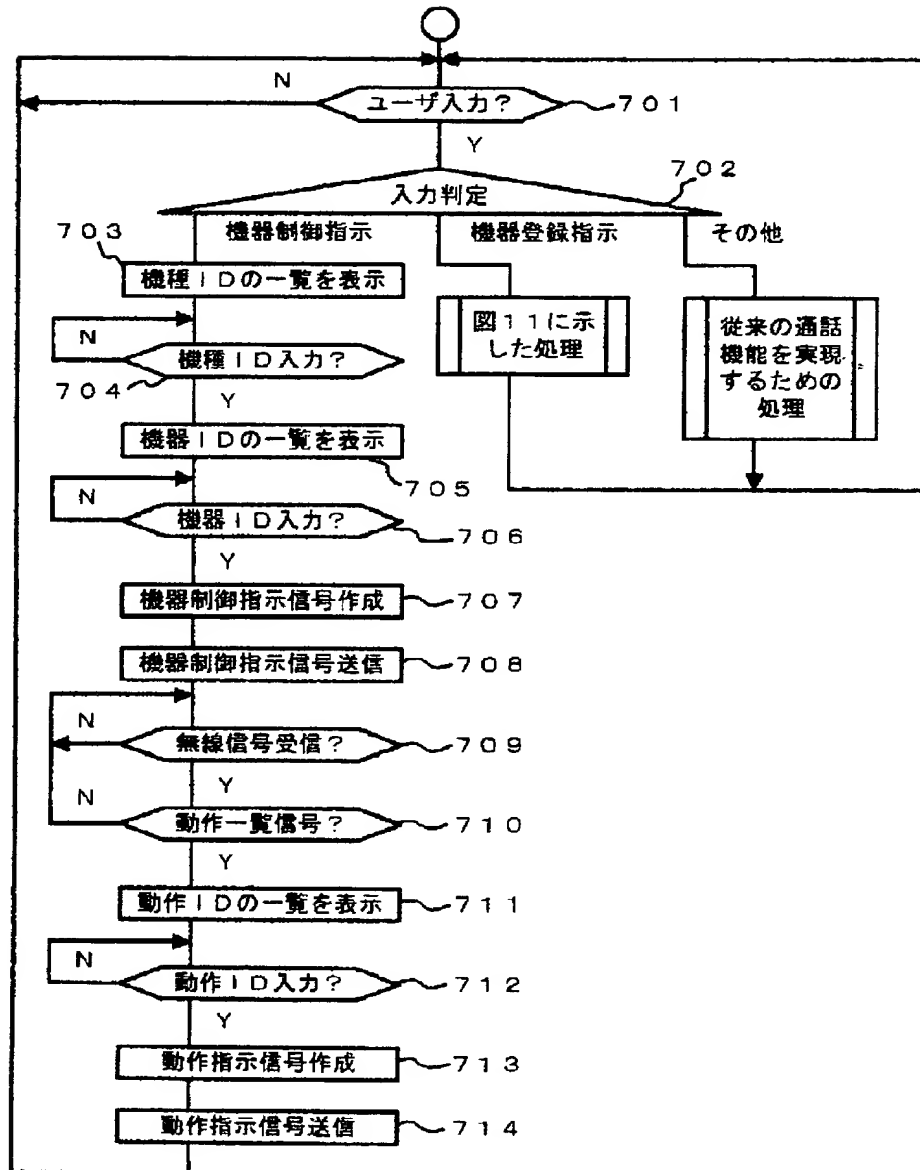 N
ユーザ入力？
701
Y
702
入力判定
703
機器制御指示
機器登録指示
その他
機種ＩＤの一覧を表示
図１１に示
した処理
従来の通話
機能を実現
するための
処理
N
機種ＩＤ入力？
704
Y
機器ＩＤの一覧を表示
705
N
機器ＩＤ入力？
706
Y
機器制御指示信号作成
707
機器制御指示信号送信
708
N
無線信号受信？
709
Y
N
動作一覧信号？
710
Y
動作ＩＤの一覧を表示
711
N
動作ＩＤ入力？
712
Y
動作指示信号作成
713
動作指示信号送信
714